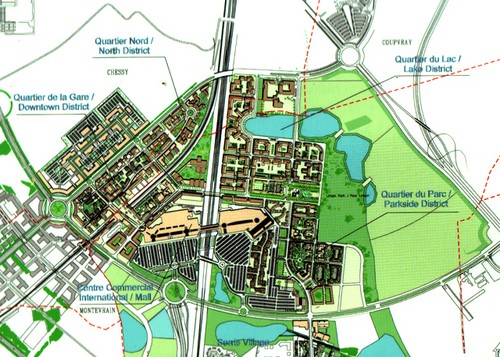 Quartier Nord /
North District
CHESSY
COUPVRAY
Quartier du Lac /
Lake District
Quartier de la Gare /
Downtown District
Quartier du Parc /
Parkside District
Centre Commercial
International / Mall
MONTEVRAIN
Serris Village